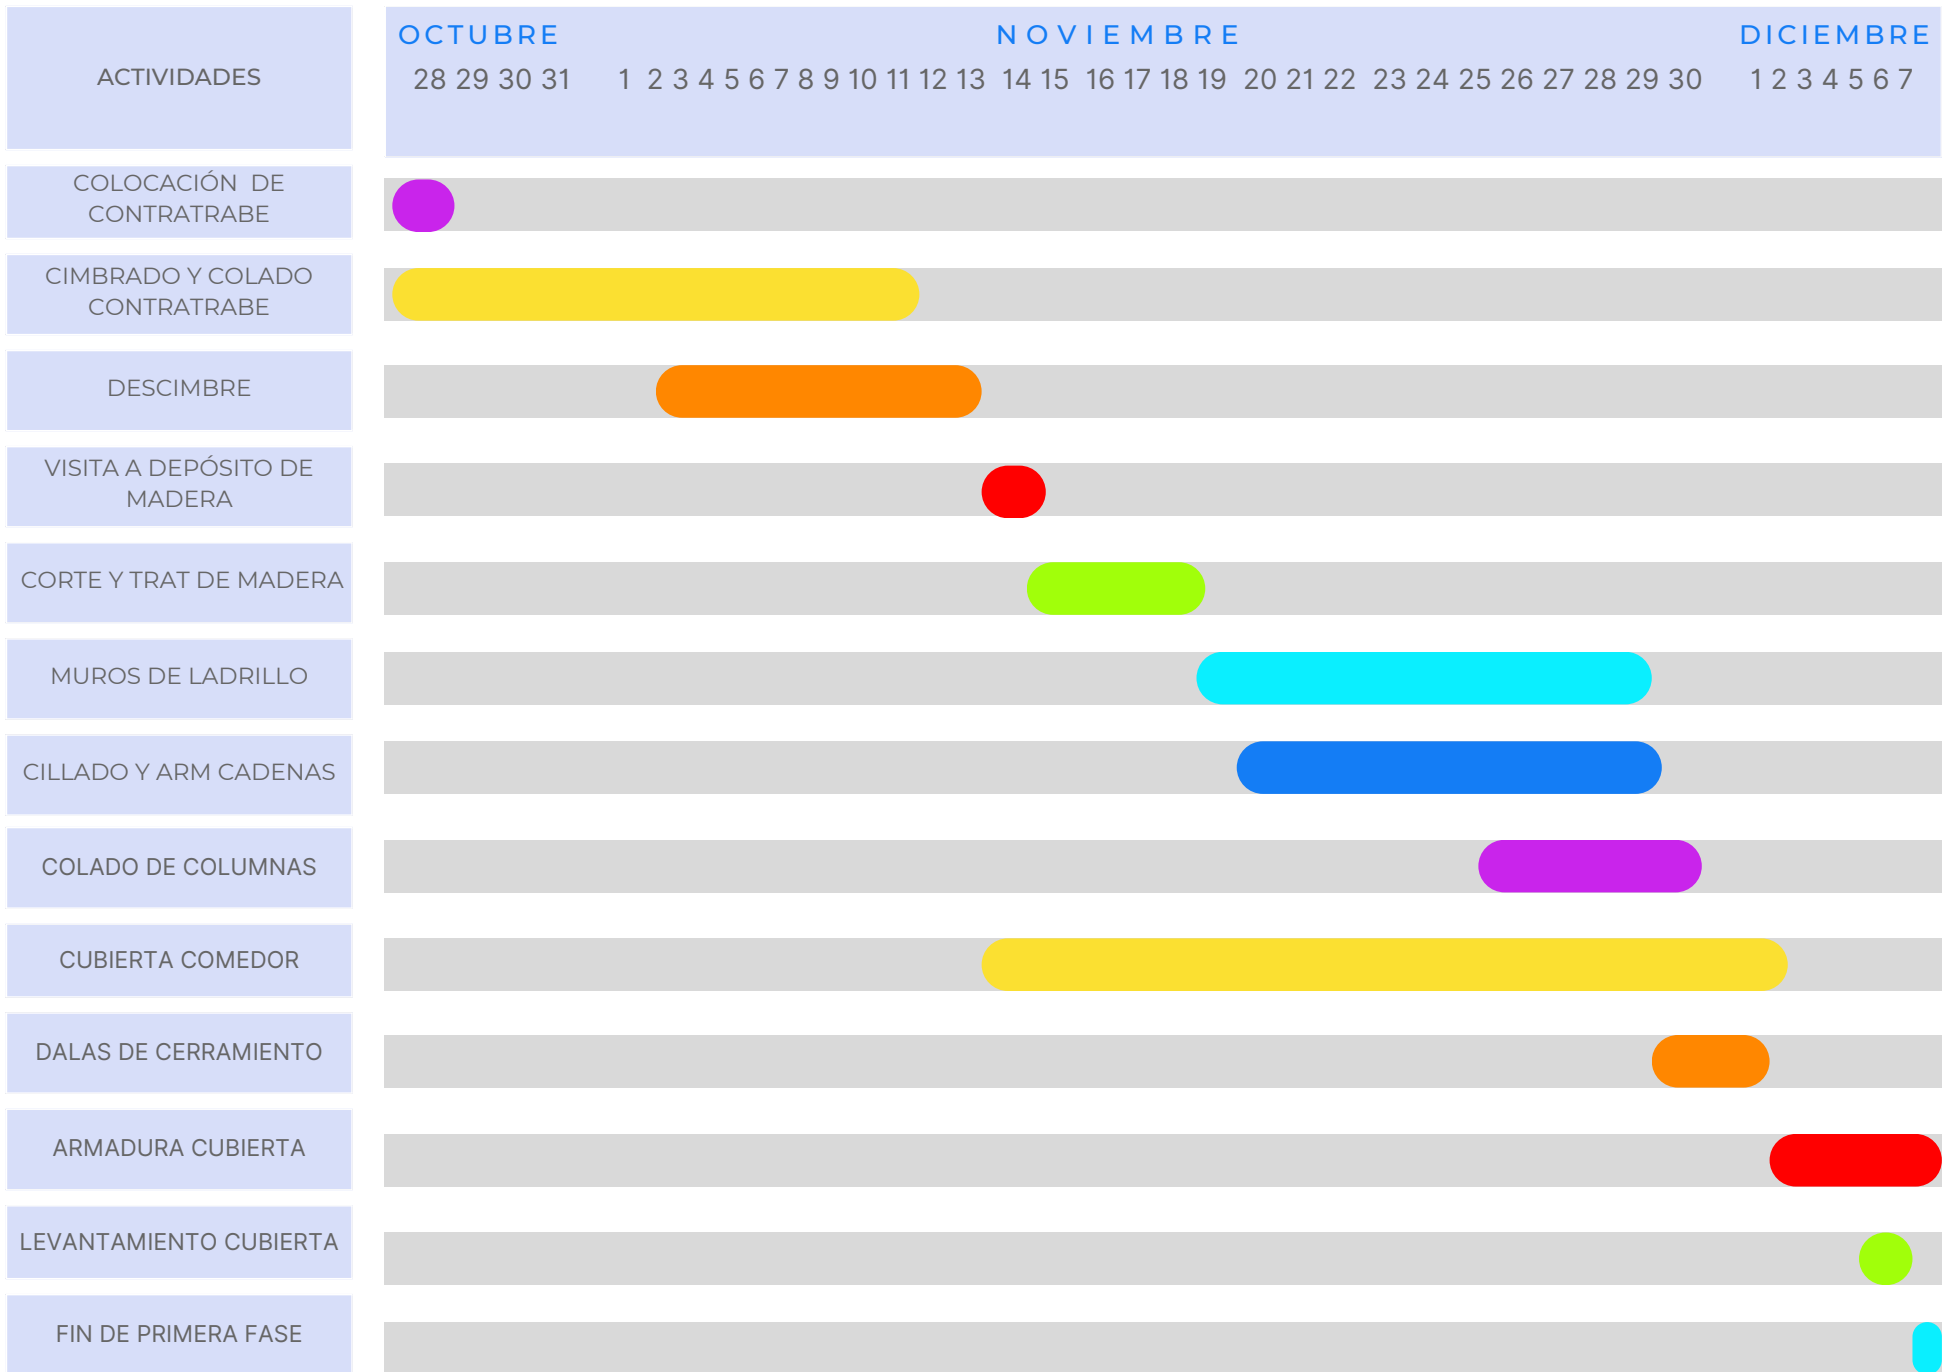 ACTIVIDADES
OCTUBRE NOVIEMBRE DICIEMBRE
28 29 30 31 1 2 3 4 5 6 7 8 9 10 11 12 13 14 15 16 17 18 19 20 21 22 23 24 25 26 27 28 29 30 1 2 3 4 5 6 7
COLOCACIÓN DE
CONTRATRABE
CIMBRADO Y COLADO
CONTRATRABE
DESCIMBRE
VISITA A DEPÓSITO DE
MADERA
CORTE Y TRAT DE MADERA
MUROS DE LADRILLO
CILLADO Y ARM CADENAS
COLADO DE COLUMNAS
CUBIERTA COMEDOR
DALAS DE CERRAMIENTO
ARMADURA CUBIERTA
LEVANTAMIENTO CUBIERTA
FIN DE PRIMERA FASE